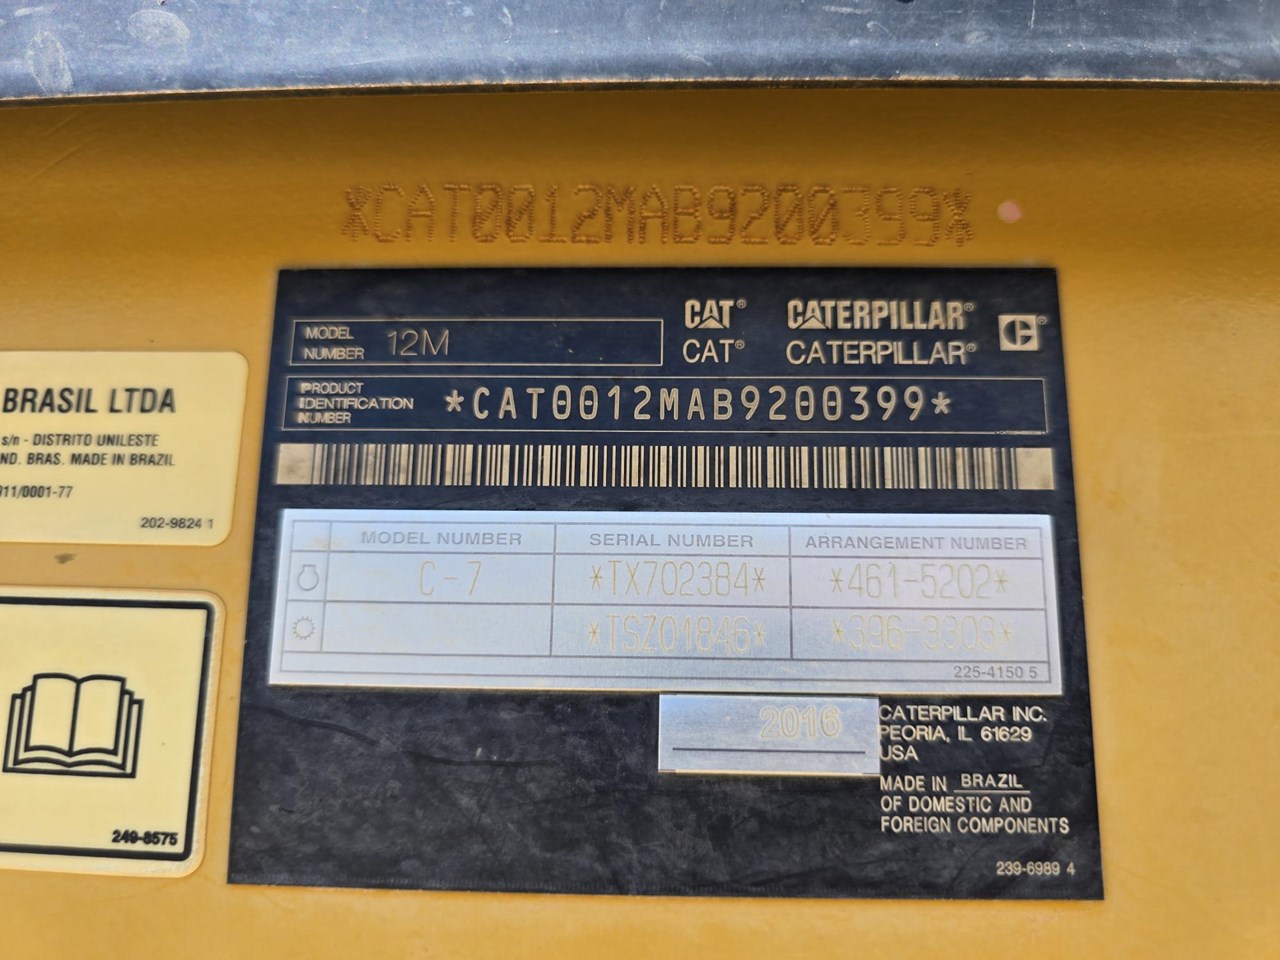 *CAT0012MAB9200399*
CAT® CATERPILLAR®
CAT® CATERPILLAR®
MODEL NUMBER 12M
PRODUCT IDENTIFICATION NUMBER *CAT0012MAB9200399*
MODEL NUMBER SERIAL NUMBER ARRANGEMENT NUMBER
C-7 *TX702384* *461-5202*
*TSZ01846* *396-3303*
225-4150 5
2016
CATERPILLAR INC.
PEORIA, IL 61629
USA
MADE IN BRAZIL
OF DOMESTIC AND
FOREIGN COMPONENTS
239-6989 4
BRASIL LTDA
s/n - DISTRITO UNILESTE
ND. BRAS. MADE IN BRAZIL
911/0001-77
202-9824 1
249-8575